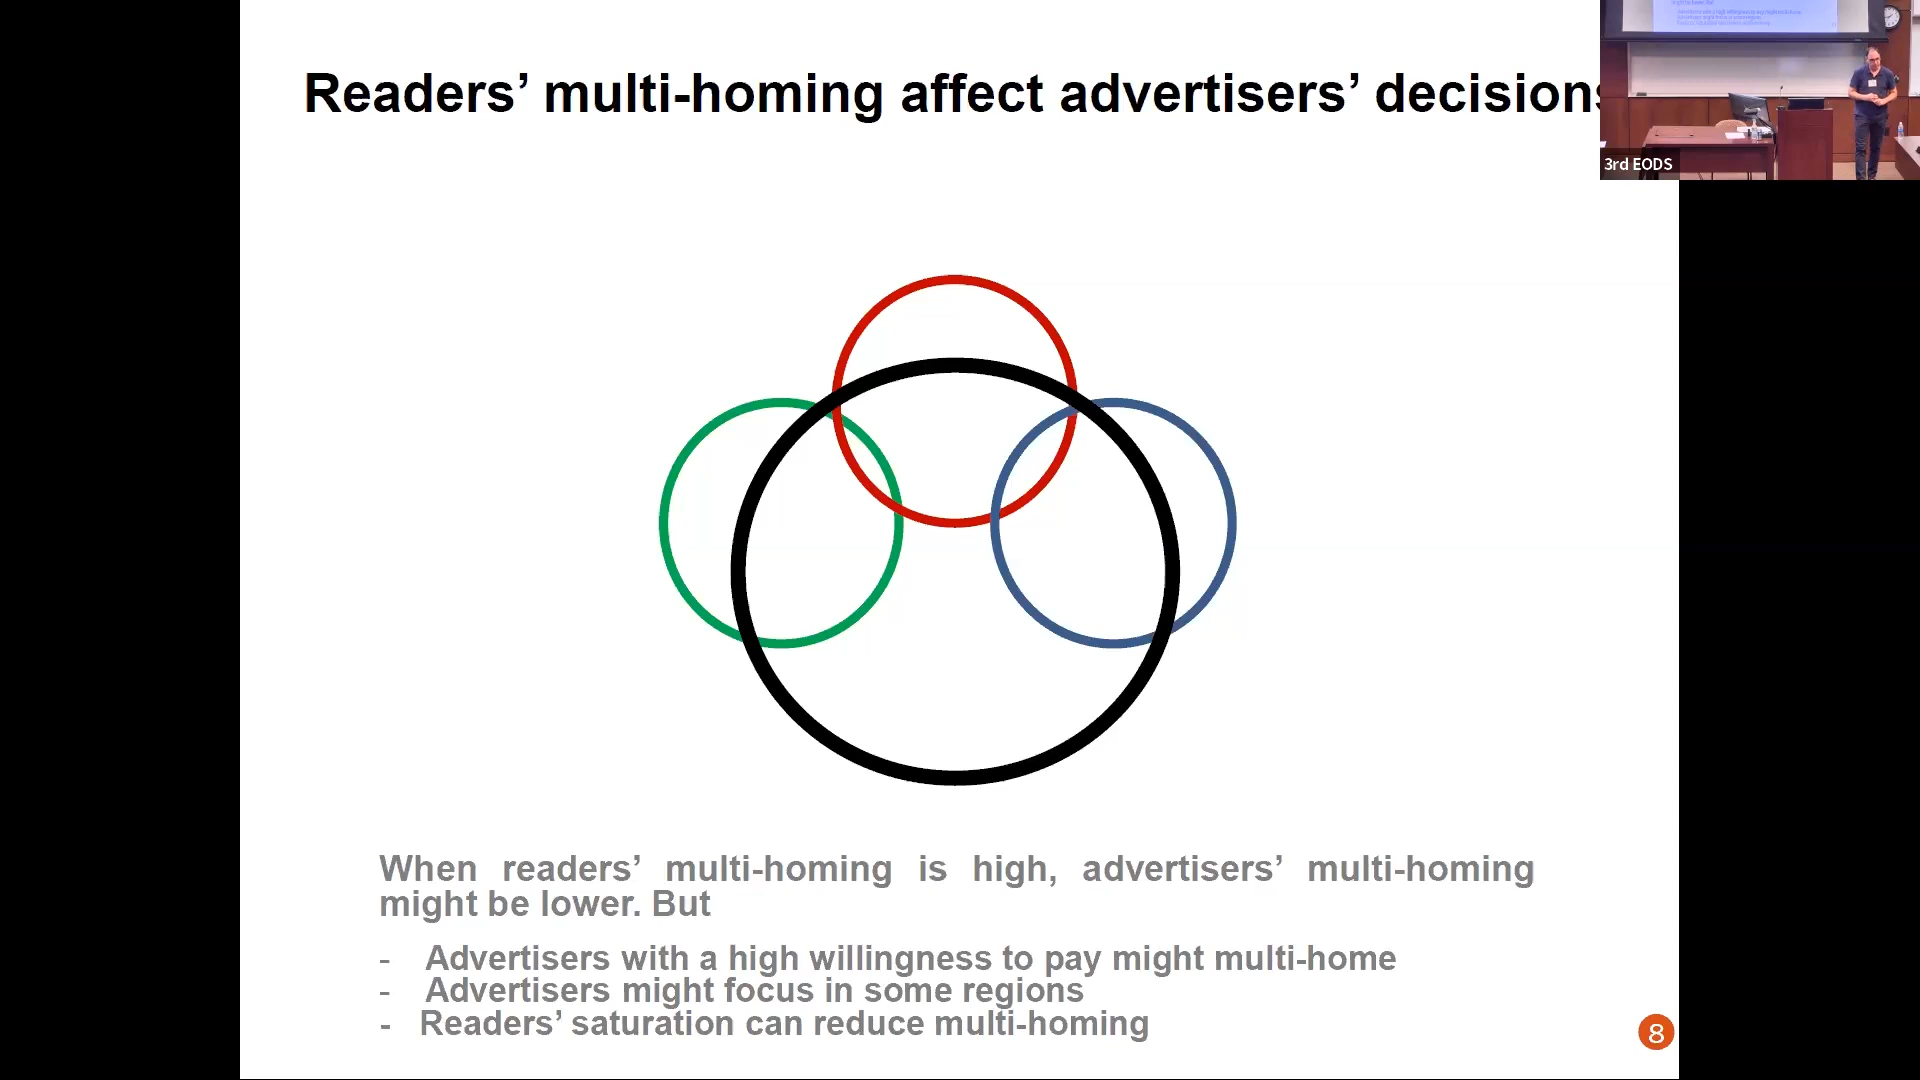 Readers’ multi-homing affect advertisers’ decisions
3rd EODS
When readers’ multi-homing is high, advertisers’ multi-homing
might be lower. But
- Advertisers with a high willingness to pay might multi-home
- Advertisers might focus in some regions
- Readers’ saturation can reduce multi-homing
8